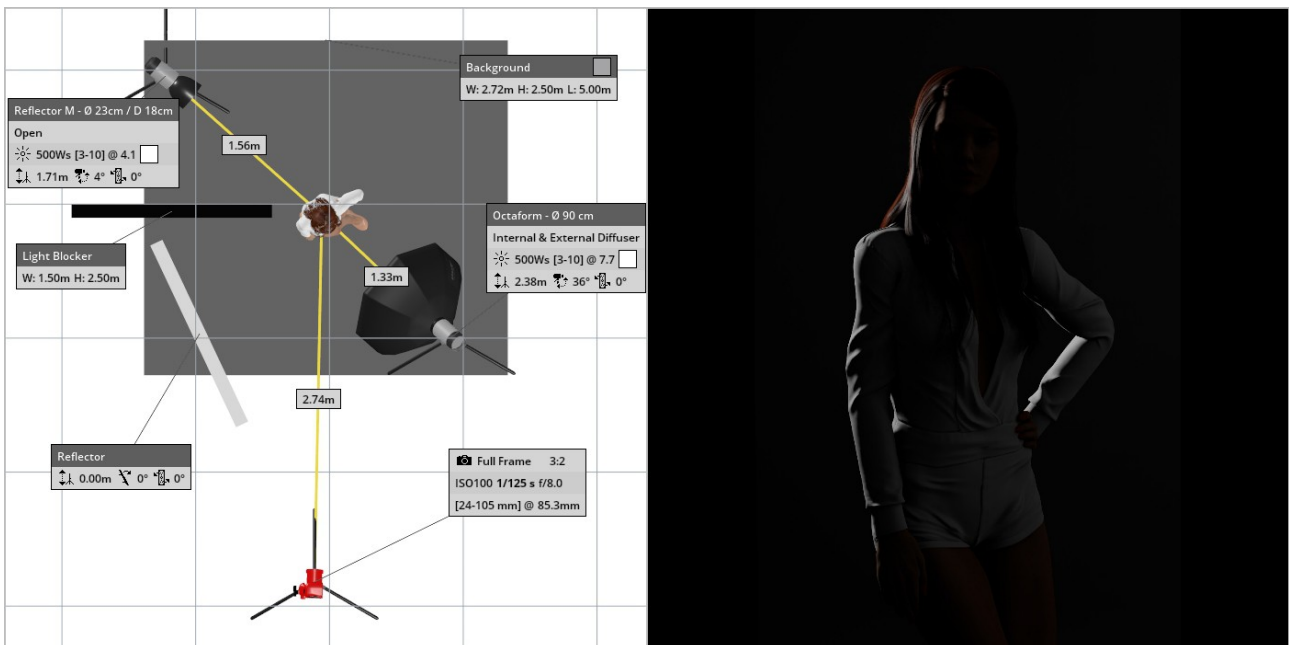 Background
W: 2.72m H: 2.50m L: 5.00m
Reflector M - Ø 23cm / D 18cm
Open
500Ws [3-10] @ 4.1
1.71m 4° 0°
1.56m
Octaform - Ø 90 cm
Internal & External Diffuser
500Ws [3-10] @ 7.7
2.38m 36° 0°
Light Blocker
W: 1.50m H: 2.50m
1.33m
2.74m
Reflector
0.00m 0° 0°
Full Frame 3:2
ISO100 1/125 s f/8.0
[24-105 mm] @ 85.3mm